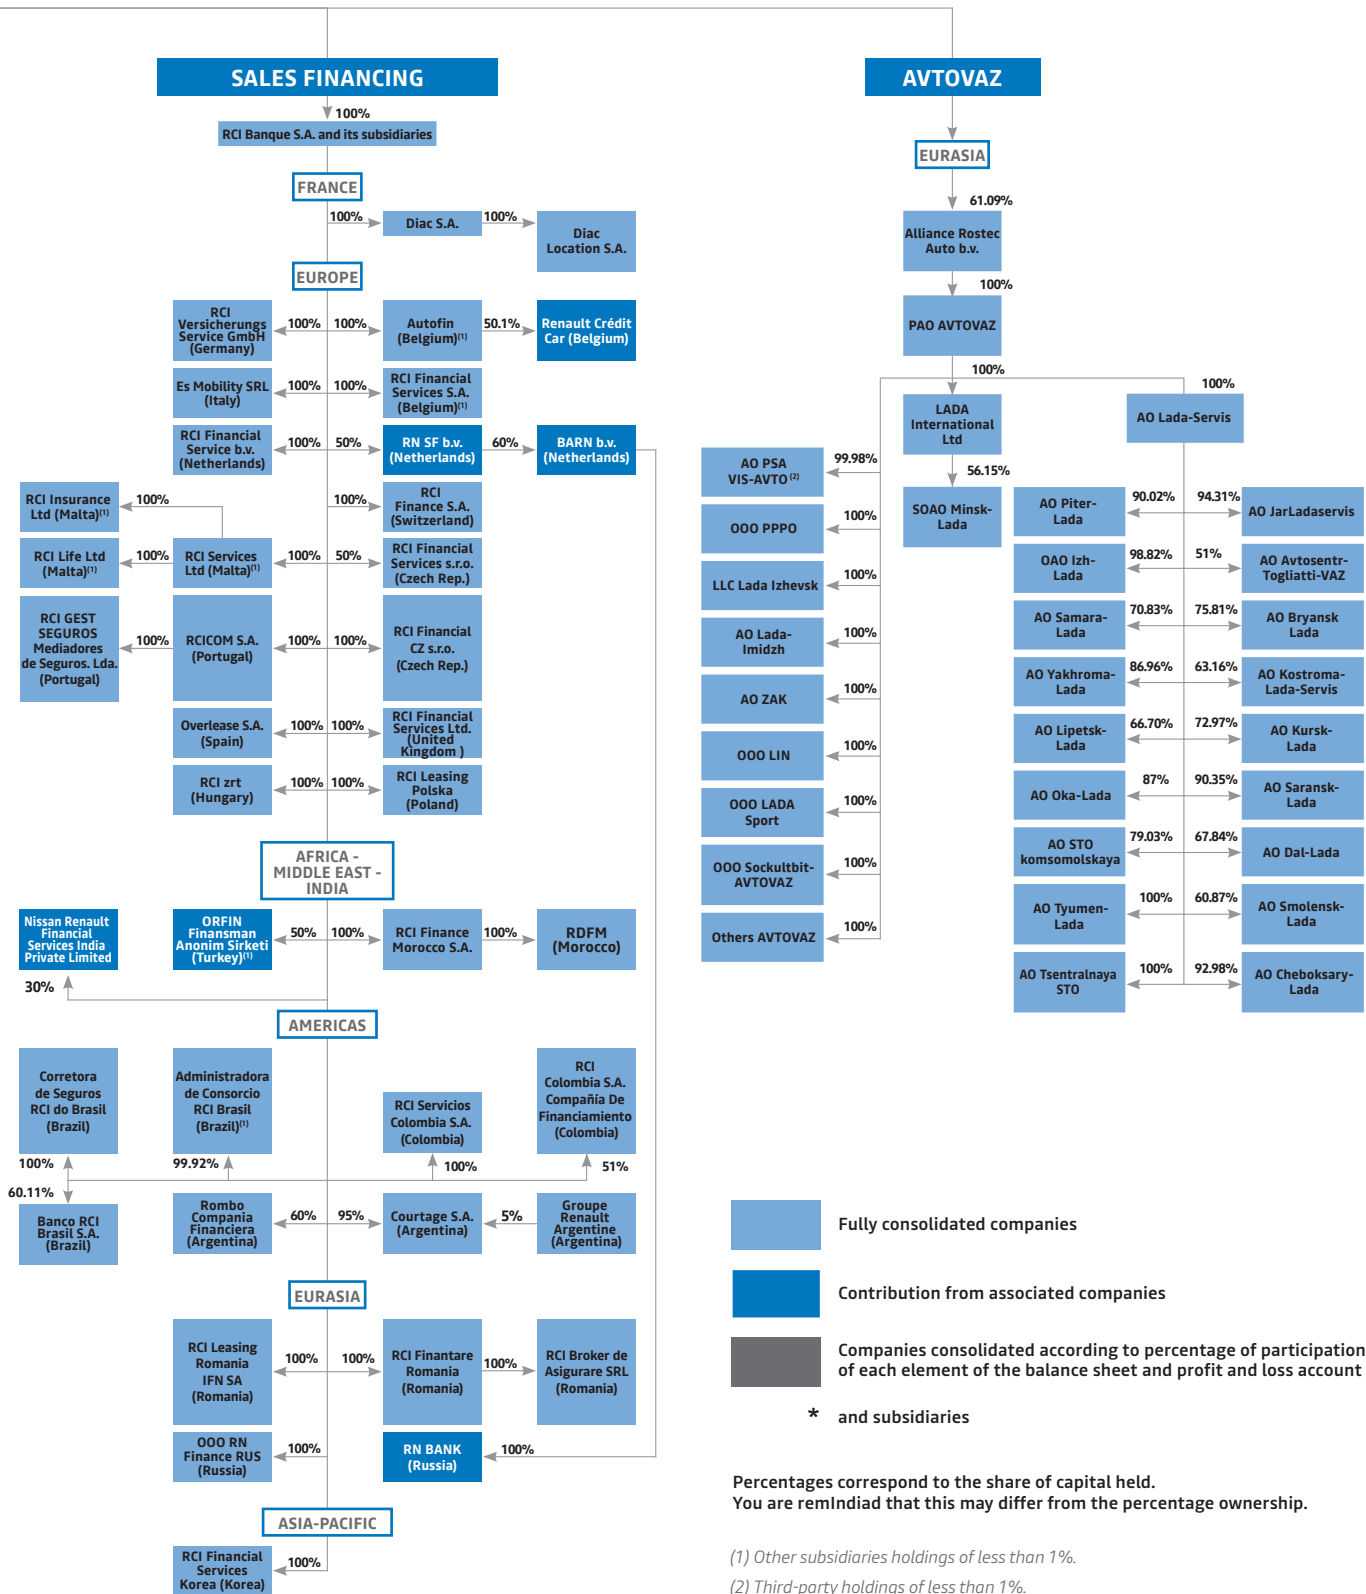 SALES FINANCING
100%
RCI Banque S.A. and its subsidiaries
FRANCE
100%
Diac S.A.
100%
Diac
Location S.A.
EUROPE
RCI
Versicherungs
Service GmbH
(Germany)
100%
100%
Autofin
(Belgium)(1)
50.1%
Renault Crédit
Car (Belgium)
Es Mobility SRL
(Italy)
100%
100%
RCI Financial
Services S.A.
(Belgium)(1)
RCI Financial
Service b.v.
(Netherlands)
100%
50%
RN SF b.v.
(Netherlands)
60%
BARN b.v.
(Netherlands)
RCI Insurance
Ltd (Malta)(1)
100%
100%
RCI
Finance S.A.
(Switzerland)
RCI Life Ltd
(Malta)(1)
100%
RCI Services
Ltd (Malta)(1)
100%
50%
RCI Financial
Services s.r.o.
(Czech Rep.)
RCI GEST
SEGUROS
Mediadores
de Seguros. Lda.
(Portugal)
100%
RCICOM S.A.
(Portugal)
100%
100%
RCI Financial
CZ s.r.o.
(Czech Rep.)
Overlease S.A.
(Spain)
100%
100%
RCI Financial
Services Ltd.
(United
Kingdom )
RCI zrt
(Hungary)
100%
100%
RCI Leasing
Polska
(Poland)
AFRICA -
MIDDLE EAST -
INDIA
Nissan Renault
Financial
Services India
Private Limited
ORFIN
Finansman
Anonim Sirketi
(Turkey)(1)
50%
100%
RCI Finance
Morocco S.A.
100%
RDFM
(Morocco)
30%
AMERICAS
Corretora
de Seguros
RCI do Brasil
(Brazil)
Administradora
de Consorcio
RCI Brasil
(Brazil)(1)
RCI Servicios
Colombia S.A.
(Colombia)
RCI
Colombia S.A.
Compañía De
Financiamiento
(Colombia)
100%
99.92%
100%
51%
60.11%
Banco RCI
Brasil S.A.
(Brazil)
Rombo
Compania
Financiera
(Argentina)
60%
95%
Courtage S.A.
(Argentina)
5%
Groupe
Renault
Argentine
(Argentina)
EURASIA
RCI Leasing
Romania
IFN SA
(Romania)
100%
100%
RCI Finantare
Romania
(Romania)
100%
RCI Broker de
Asigurare SRL
(Romania)
OOO RN
Finance RUS
(Russia)
100%
RN BANK
(Russia)
100%
ASIA-PACIFIC
RCI Financial
Services
Korea (Korea)
100%
AVTOVAZ
EURASIA
61.09%
Alliance Rostec
Auto b.v.
100%
PAO AVTOVAZ
100%
100%
LADA
International
Ltd
AO Lada-Servis
56.15%
SOAO Minsk-
Lada
AO PSA
VIS-AVTO(2)
99.98%
OOO PPPO
100%
LLC Lada Izhevsk
100%
AO Lada-
Imidzh
100%
AO ZAK
100%
OOO LIN
100%
OOO LADA
Sport
100%
OOO Sockultbit-
AVTOVAZ
100%
Others AVTOVAZ
100%
AO Piter-
Lada
90.02%
94.31%
AO JarLadaservis
OAO Izh-
Lada
98.82%
51%
AO Avtosentr-
Togliatti-VAZ
AO Samara-
Lada
70.83%
75.81%
AO Bryansk
Lada
AO Yakhroma-
Lada
86.96%
63.16%
AO Kostroma-
Lada-Servis
AO Lipetsk-
Lada
66.70%
72.97%
AO Kursk-
Lada
AO Oka-Lada
87%
90.35%
AO Saransk-
Lada
AO STO
komsomolskaya
79.03%
67.84%
AO Dal-Lada
AO Tyumen-
Lada
100%
60.87%
AO Smolensk-
Lada
AO Tsentralnaya
STO
100%
92.98%
AO Cheboksary-
Lada
Fully consolidated companies
Contribution from associated companies
Companies consolidated according to percentage of participation
of each element of the balance sheet and profit and loss account
* and subsidiaries
Percentages correspond to the share of capital held.
You are remIndiad that this may differ from the percentage ownership.
(1) Other subsidiaries holdings of less than 1%.
(2) Third-party holdings of less than 1%.